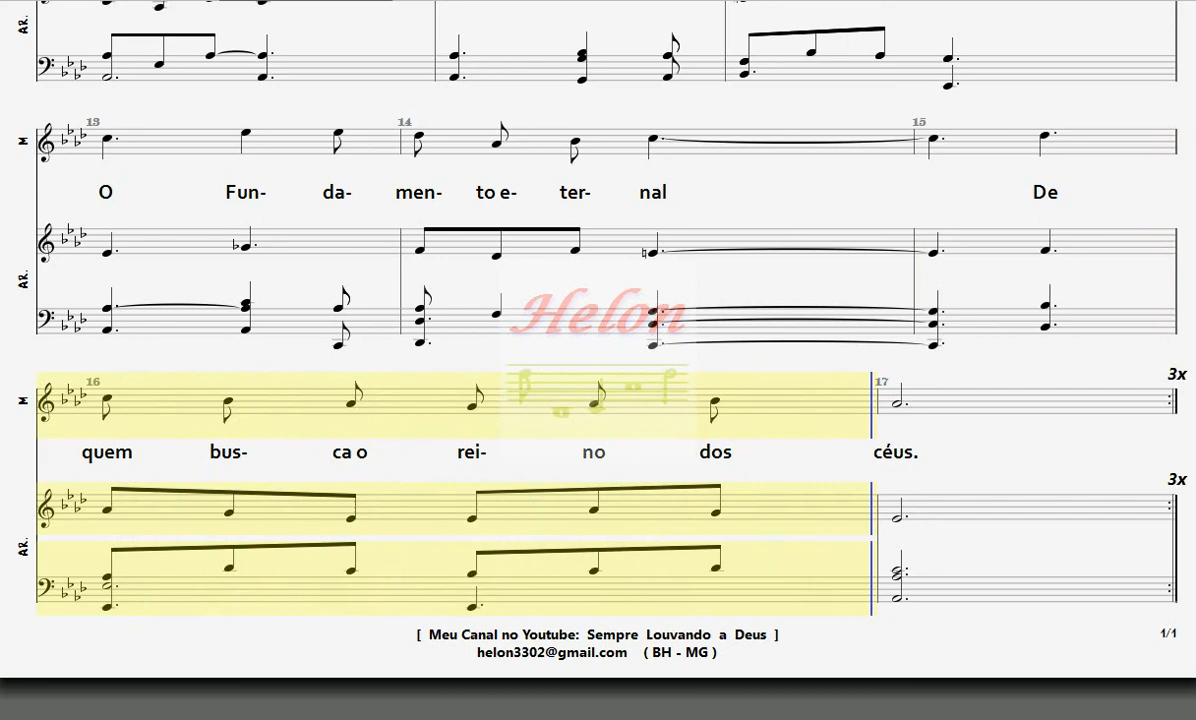 AR.
13
14
15
M
O Fun- da- men- to e- ter- nal De
AR.
Helon
16
17
3x
M
quem bus- ca o rei- no dos céus.
3x
AR.
[ Meu Canal no Youtube: Sempre Louvando a Deus ]
1/1
helon3302@gmail.com ( BH - MG )